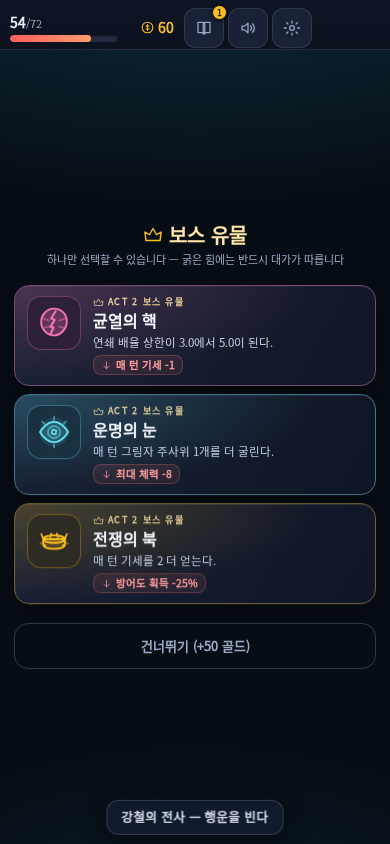 54/72
60
1
보스 유물
하나만 선택할 수 있습니다 — 굵은 힘에는 반드시 대가가 따릅니다
ACT 2 보스 유물
균열의 핵
연쇄 배율 상한이 3.0에서 5.0이 된다.
↓ 매 턴 기세 -1
ACT 2 보스 유물
운명의 눈
매 턴 그림자 주사위 1개를 더 굴린다.
↓ 최대 체력 -8
ACT 2 보스 유물
전쟁의 북
매 턴 기세를 2 더 얻는다.
↓ 방어도 획득 -25%
건너뛰기 (+50 골드)
강철의 전사 — 행운을 빈다